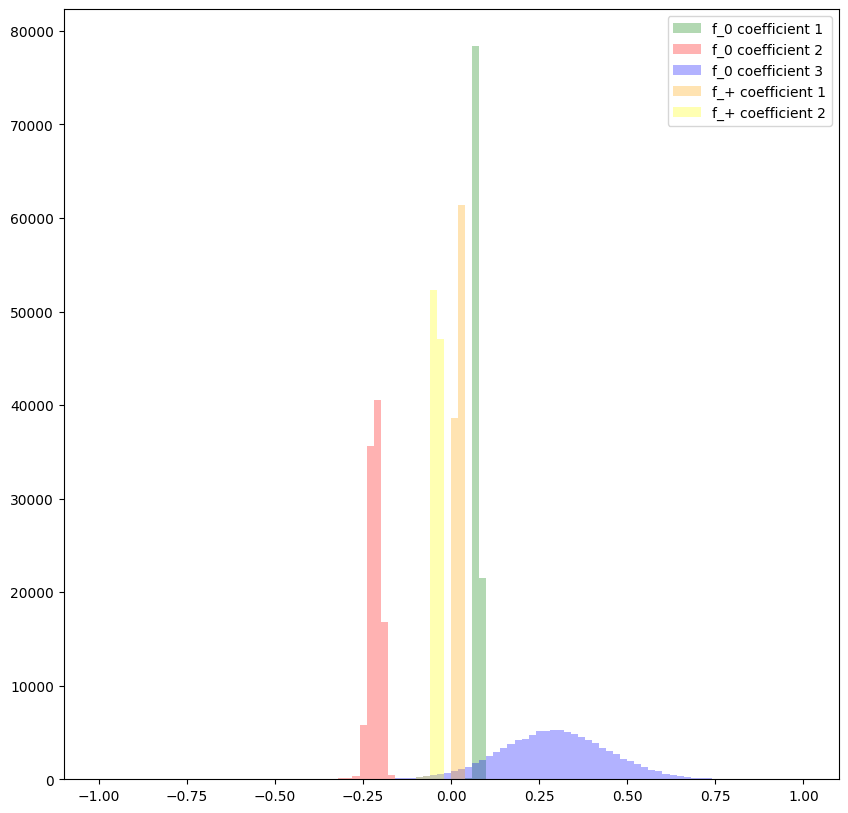 80000
70000
60000
50000
40000
30000
20000
10000
0
f_0 coefficient 1
f_0 coefficient 2
f_0 coefficient 3
f_+ coefficient 1
f_+ coefficient 2
−1.00 −0.75 −0.50 −0.25 0.00 0.25 0.50 0.75 1.00